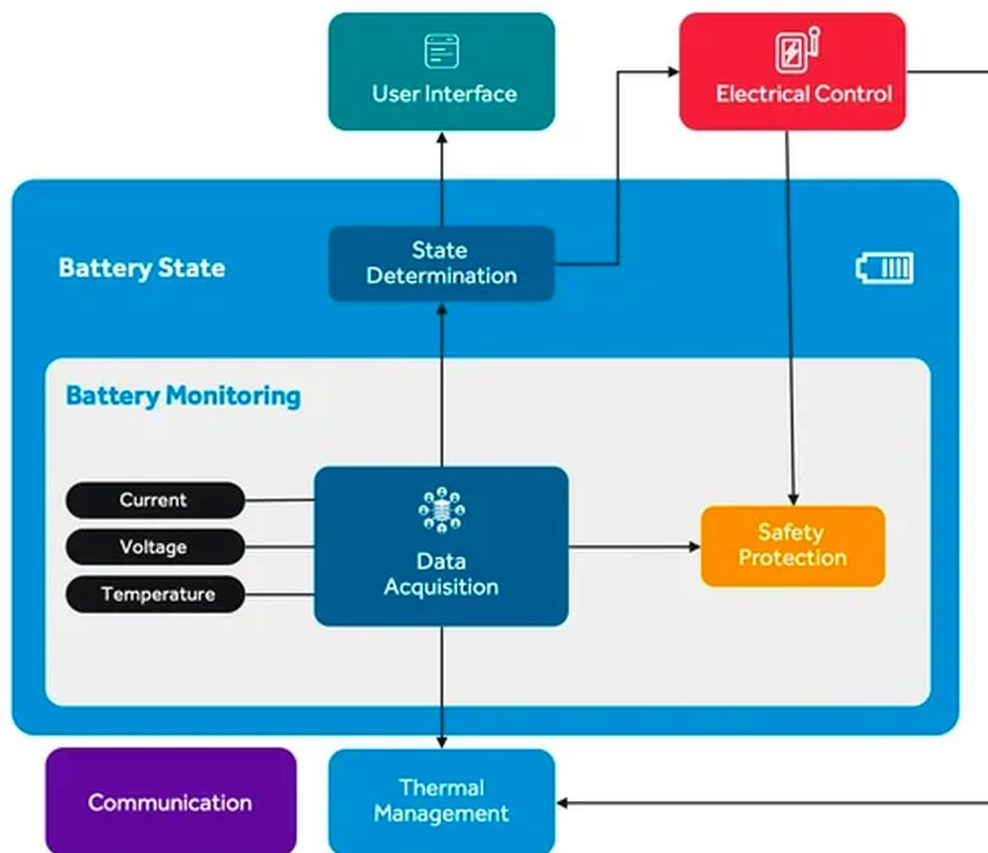 User Interface
Electrical Control
State
Determination
Battery State
Battery Monitoring
Current
Voltage
Temperature
Data
Acquisition
Safety
Protection
Communication
Thermal
Management